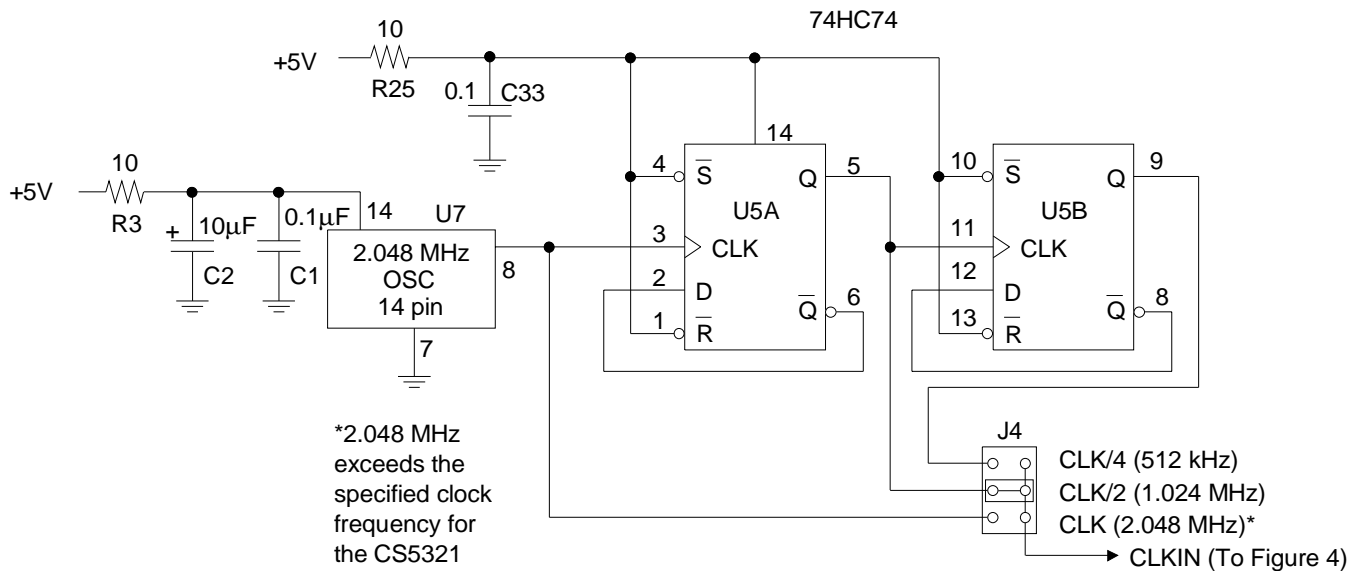 74HC74
10
+5V
R25
0.1
C33
14
10
+5V
R3
10μF
0.1μF
14
U7
+
C2
C1
2.048 MHz
OSC
14 pin
8
7
4
S
Q
5
U5A
3
CLK
2
D
Q
6
1
R
10
S
Q
9
U5B
11
CLK
12
D
Q
8
13
R
*2.048 MHz
exceeds the
specified clock
frequency for
the CS5321
J4
CLK/4 (512 kHz)
CLK/2 (1.024 MHz)
CLK (2.048 MHz)*
CLKIN (To Figure 4)